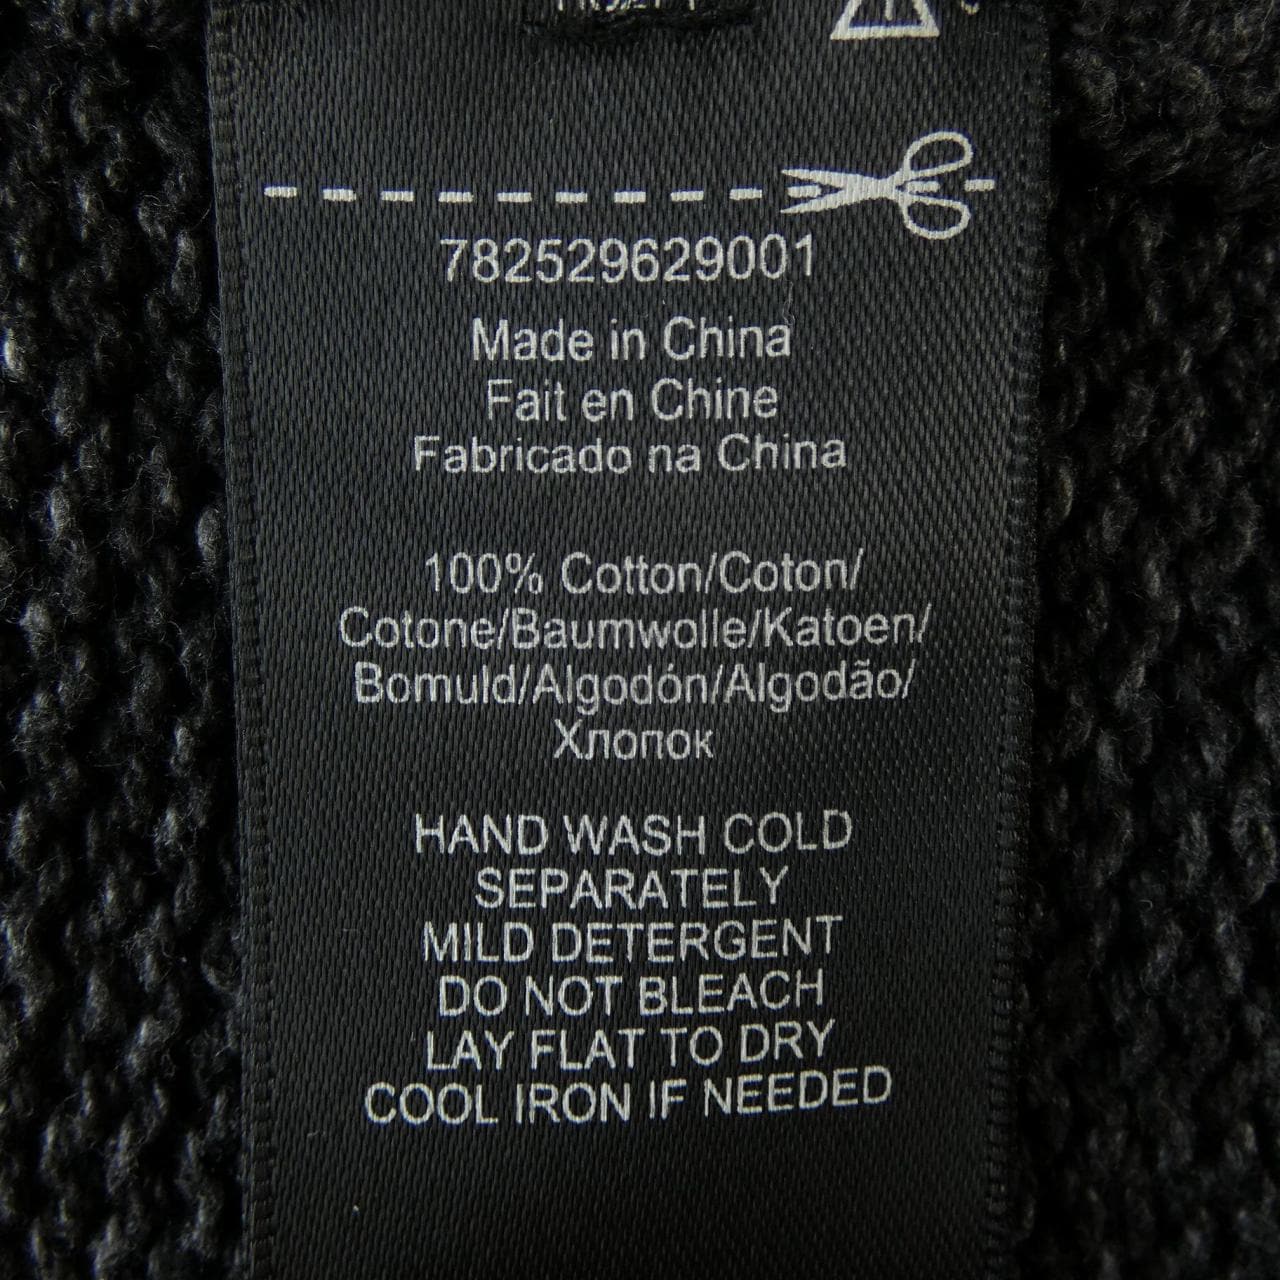 782529629001
Made in China
Fait en Chine
Fabricado na China
100% Cotton/Coton/
Cotone/Baumwolle/Katoen/
Bomuld/Algodón/Algodão/
Хлопок
HAND WASH COLD
SEPARATELY
MILD DETERGENT
DO NOT BLEACH
LAY FLAT TO DRY
COOL IRON IF NEEDED